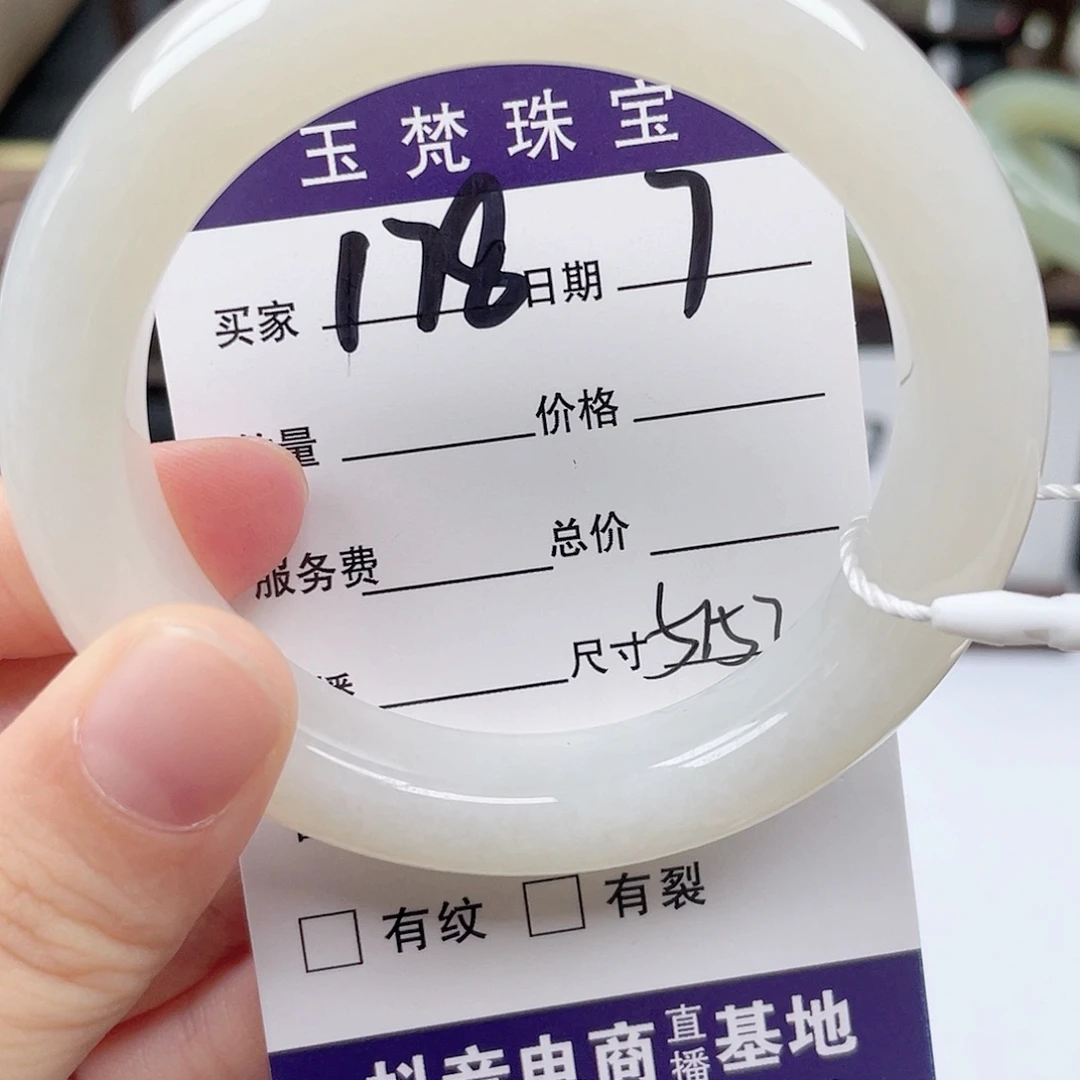 玉梵珠宝
买家 178 日期 7
量 价格
服务费 总价
尺寸
有纹 有裂
抖音电商直播基地